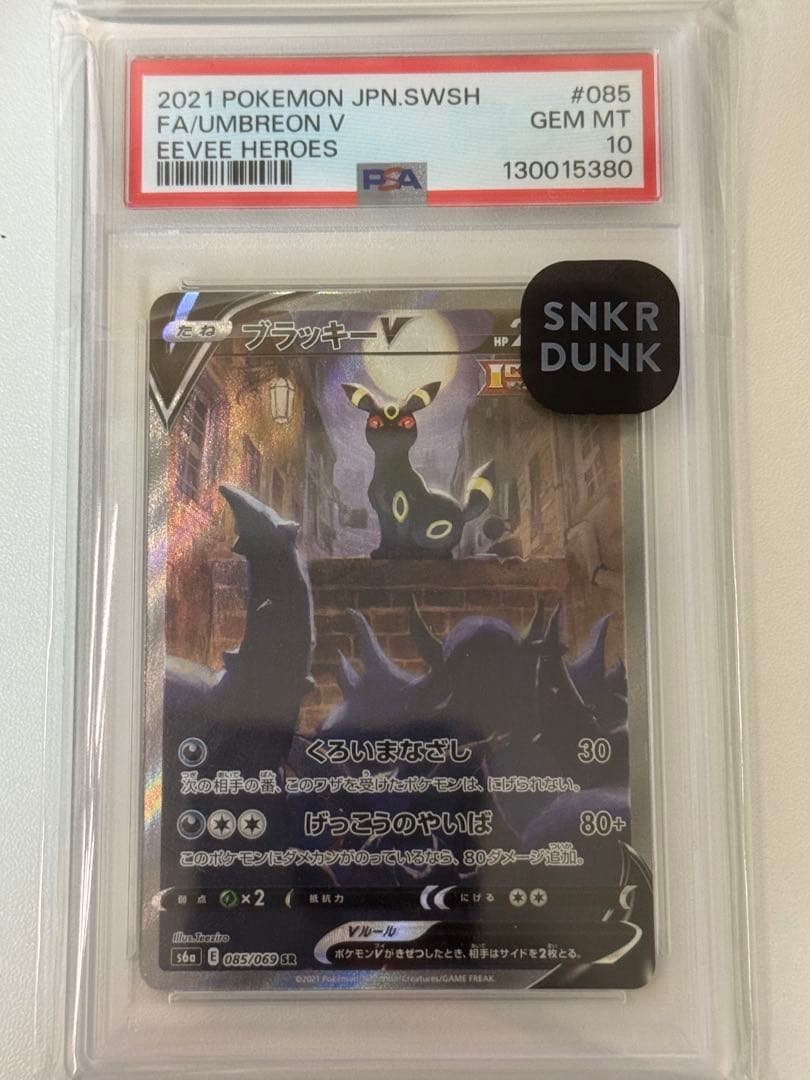 2021 POKEMON JPN.SWSH #085
FA/UMBREON V GEM MT
EEVEE HEROES 10
PSA 130015380
SNKR
DUNK
たね ブラッキーV HP 2
くろいまなざし 30
次の相手の番、このワザを受けたポケモンは、にげられない。
げっこうのやいば 80+
このポケモンにダメカンがのっているなら、80ダメージ追加。
弱点 ×2 抵抗力 にげる
Illus.Teeziro
Vルール
s6a E 085/069 SR
ポケモンVがきぜつしたとき、相手はサイドを2枚とる。
©2021 Pokémon/Nintendo/Creatures/GAME FREAK.